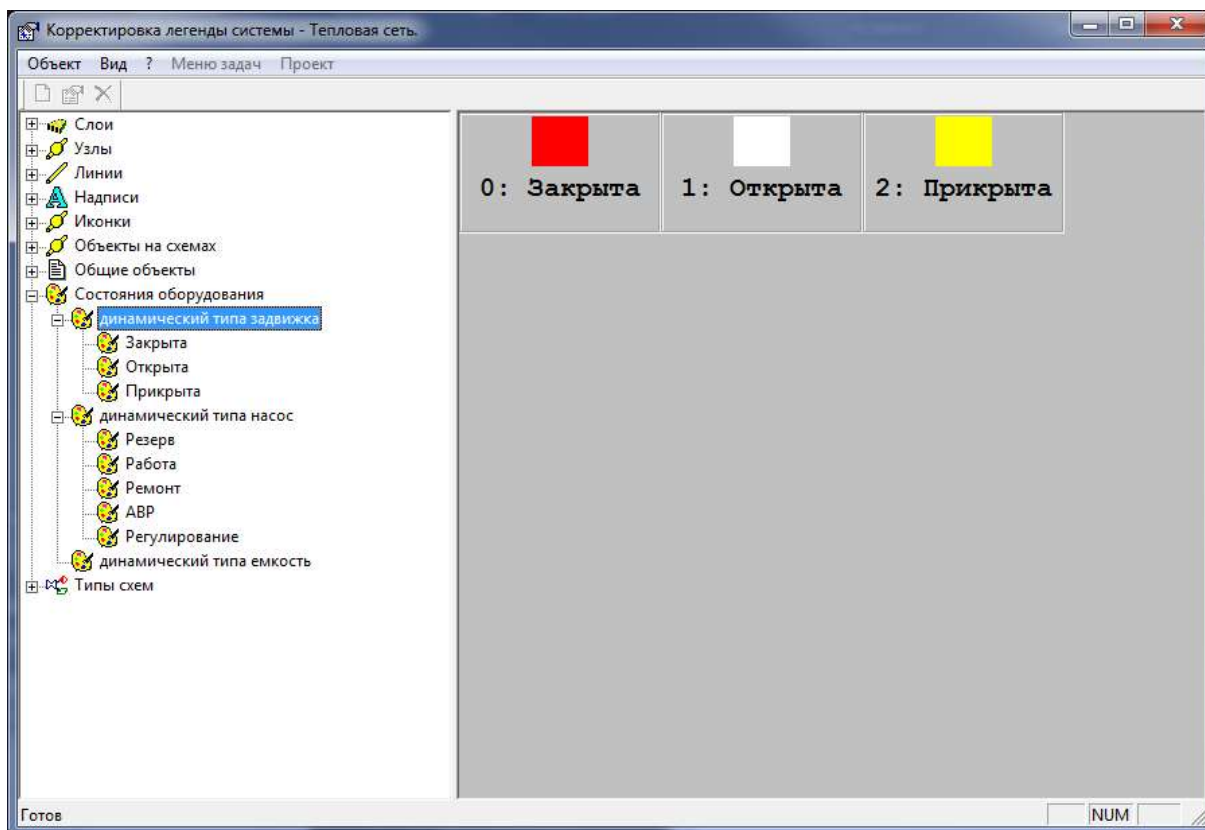 Корректировка легенды системы - Тепловая сеть.
Объект Вид ? Меню задач Проект
Слои
Узлы
Линии
Надписи
Иконки
Объекты на схемах
Общие объекты
Состояния оборудования
динамический типа задвижка
Закрыта
Открыта
Прикрыта
динамический типа насос
Резерв
Работа
Ремонт
АВР
Регулирование
динамический типа емкость
Типы схем
0: Закрыта 1: Открыта 2: Прикрыта
Готов NUM